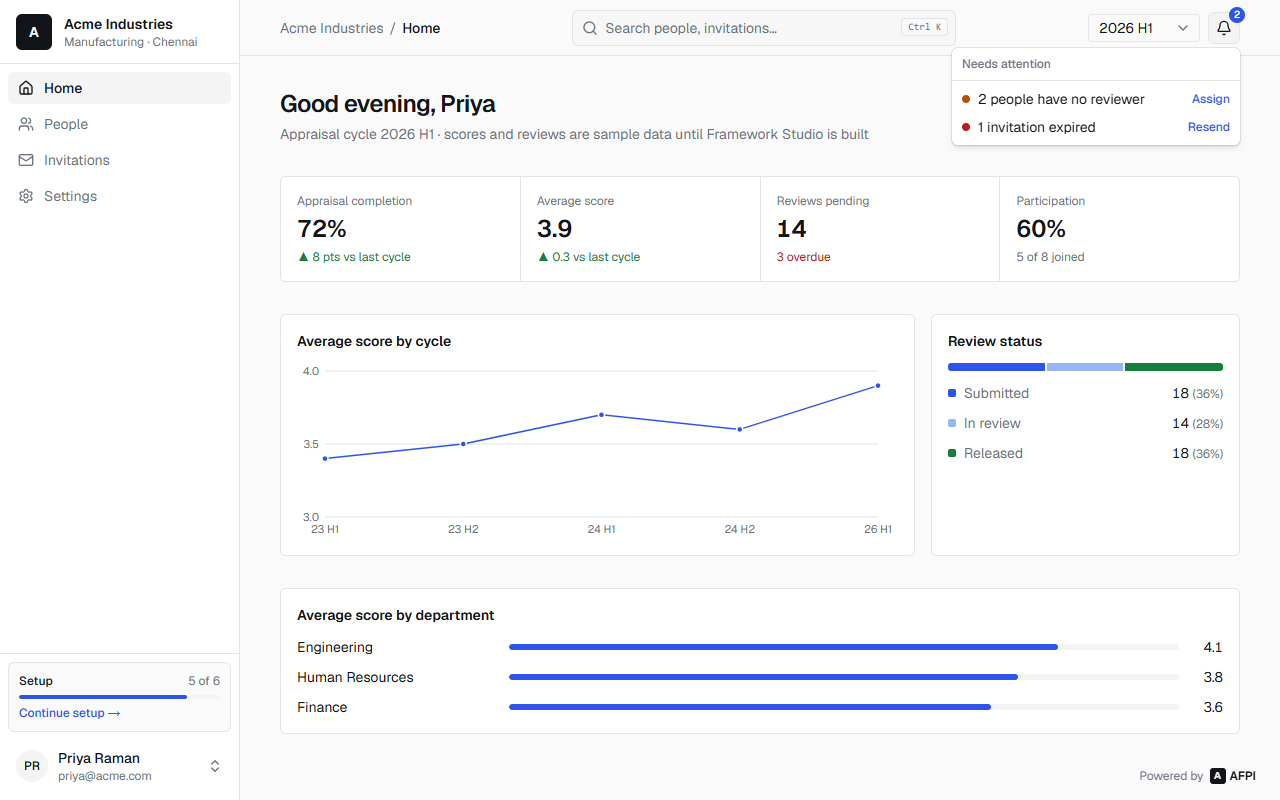 A
Acme Industries
Manufacturing · Chennai
Home
People
Invitations
Settings
Setup 5 of 6
Continue setup →
PR
Priya Raman
priya@acme.com
Acme Industries / Home
Search people, invitations… Ctrl K
2026 H1
2
Needs attention
2 people have no reviewer Assign
1 invitation expired Resend
Good evening, Priya
Appraisal cycle 2026 H1 · scores and reviews are sample data until Framework Studio is built
Appraisal completion
72%
▲ 8 pts vs last cycle
Average score
3.9
▲ 0.3 vs last cycle
Reviews pending
14
3 overdue
Participation
60%
5 of 8 joined
Average score by cycle
4.0
3.5
3.0
23 H1 23 H2 24 H1 24 H2 26 H1
Review status
Submitted 18 (36%)
In review 14 (28%)
Released 18 (36%)
Average score by department
Engineering 4.1
Human Resources 3.8
Finance 3.6
Powered by A AFPI